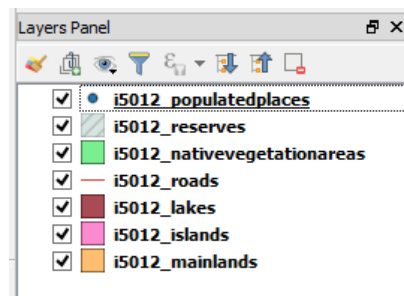 Layers Panel
i5012_populatedplaces
i5012_reserves
i5012_nativevegetationareas
i5012_roads
i5012_lakes
i5012_islands
i5012_mainlands